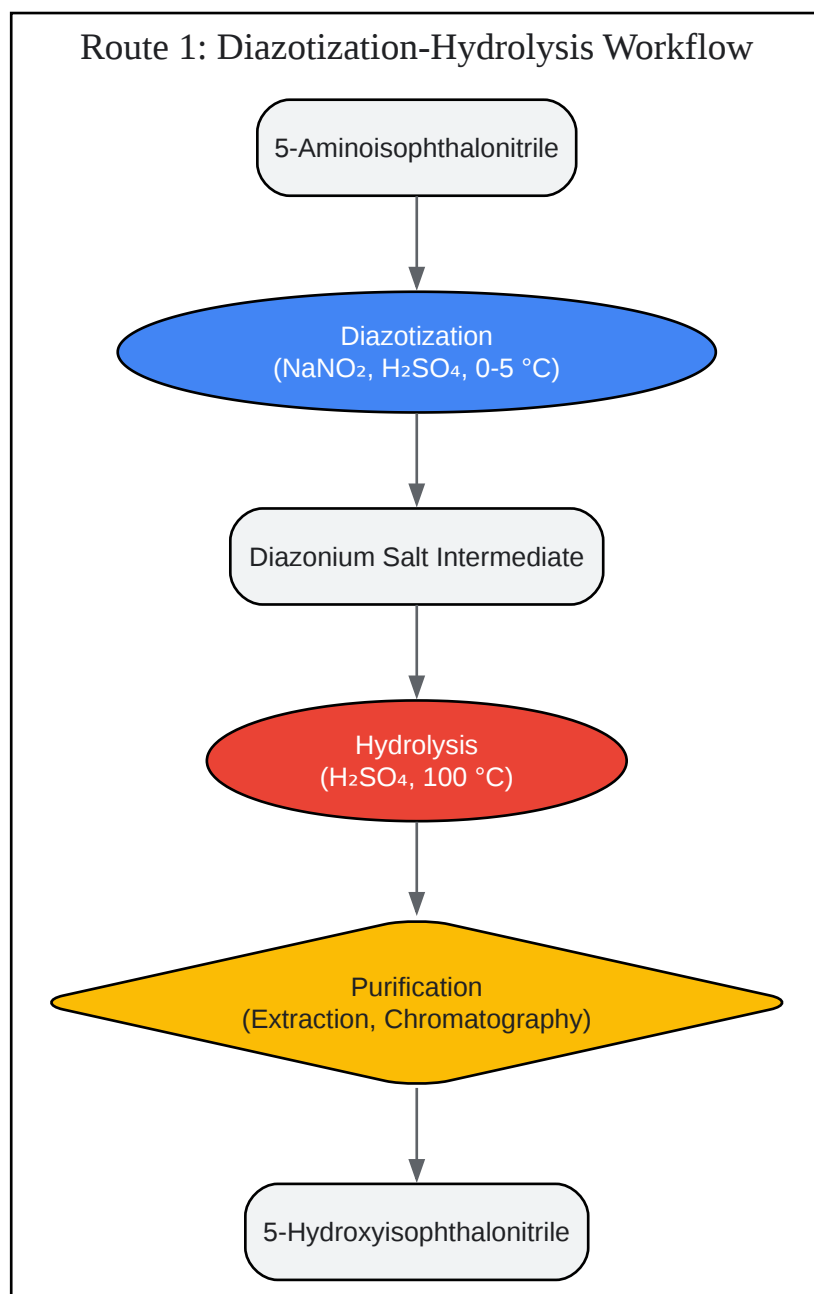 Route 1: Diazotization-Hydrolysis Workflow
5-Aminoisophthalonitrile
Diazotization
(NaNO₂, H₂SO₄, 0-5 °C)
Diazonium Salt Intermediate
Hydrolysis
(H₂SO₄, 100 °C)
Purification
(Extraction, Chromatography)
5-Hydroxyisophthalonitrile